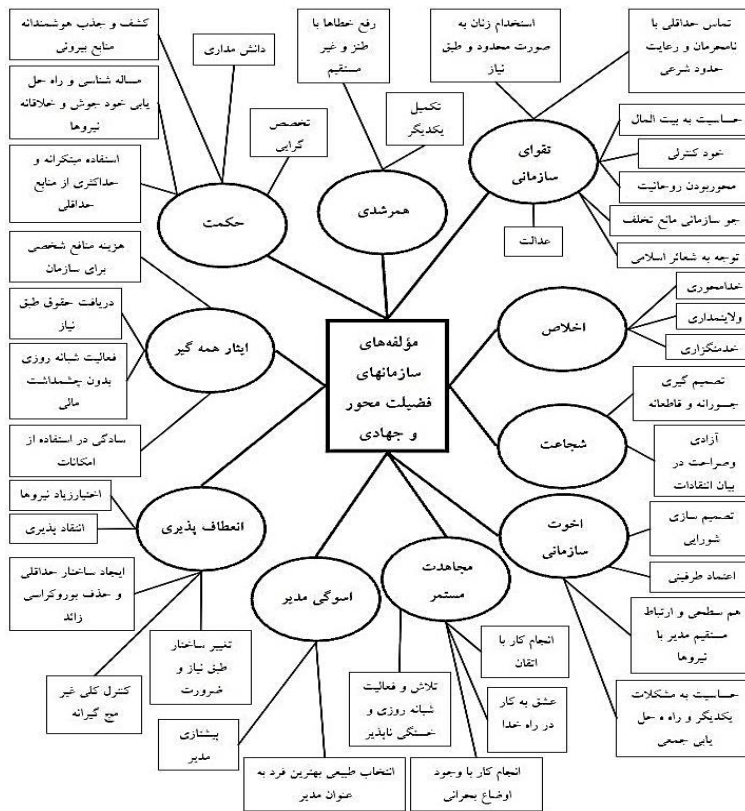 کشف و جذب هوشمندانه
منابع بیرونی
دانش مداری
مساله شناسی و راه حل
یابی خود جوش و خلاقانه
نیروها
تخصص
گرایی
استفاده مبتکرانه و
حداکثری از منابع
حداقلی
حکمت
رفع خطاها با
طنز و غیر
مستقیم
تکمیل
یکدیگر
همرشدی
استخدام زنان به
صورت محدود و طبق
نیاز
تماس حداقلی با
نامحرمان و رعایت
حدود شرعی
حساسیت به بیت المال
خود کنترلی
محوربودن روحانیت
جو سازمانی مانع تخلف
توجه به شعائر اسلامی
عدالت
تقوای
سازمانی
هزینه منافع شخصی
برای سازمان
دریافت حقوق طبق
نیاز
فعالیت شبانه روزی
بدون چشمداشت
مالی
سادگی در استفاده از
امکانات
ایثار همه گیر
مؤلفه‌های
سازمانهای
فضیلت محور
و جهادی
اخلاص
خدامحوری
ولایتمداری
خدمتگزاری
شجاعت
تصمیم گیری
جسورانه و قاطعانه
آزادی
وصراحت در
بیان انتقادات
انعطاف پذیری
اختیارزیاد نیروها
انتقاد پذیری
ایجاد ساختار حداقلی
و حذف بوروکراسی
زائد
کنترل کلی غیر
مچ گیرانه
تغییر ساختار
طبق نیاز و
ضرورت
اسوگی مدیر
پیشتازی
مدیر
انتخاب طبیعی بهترین فرد به
عنوان مدیر
مجاهدت
مستمر
تلاش و فعالیت
شبانه روزی و
خستگی ناپذیر
انجام کار با
اتقان
عشق به کار
در راه خدا
انجام کار با وجود
اوضاع بحرانی
اخوت
سازمانی
تصمیم سازی
شورایی
اعتماد طرفینی
هم سطحی و ارتباط
مستقیم مدیر با
نیروها
حساسیت به مشکلات
یکدیگر و راه ه حل
یابی جمعی